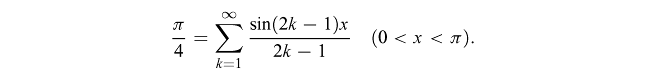 π/4 = ∑_{k=1}^{∞} sin(2k − 1)x / (2k − 1) (0 < x < π).